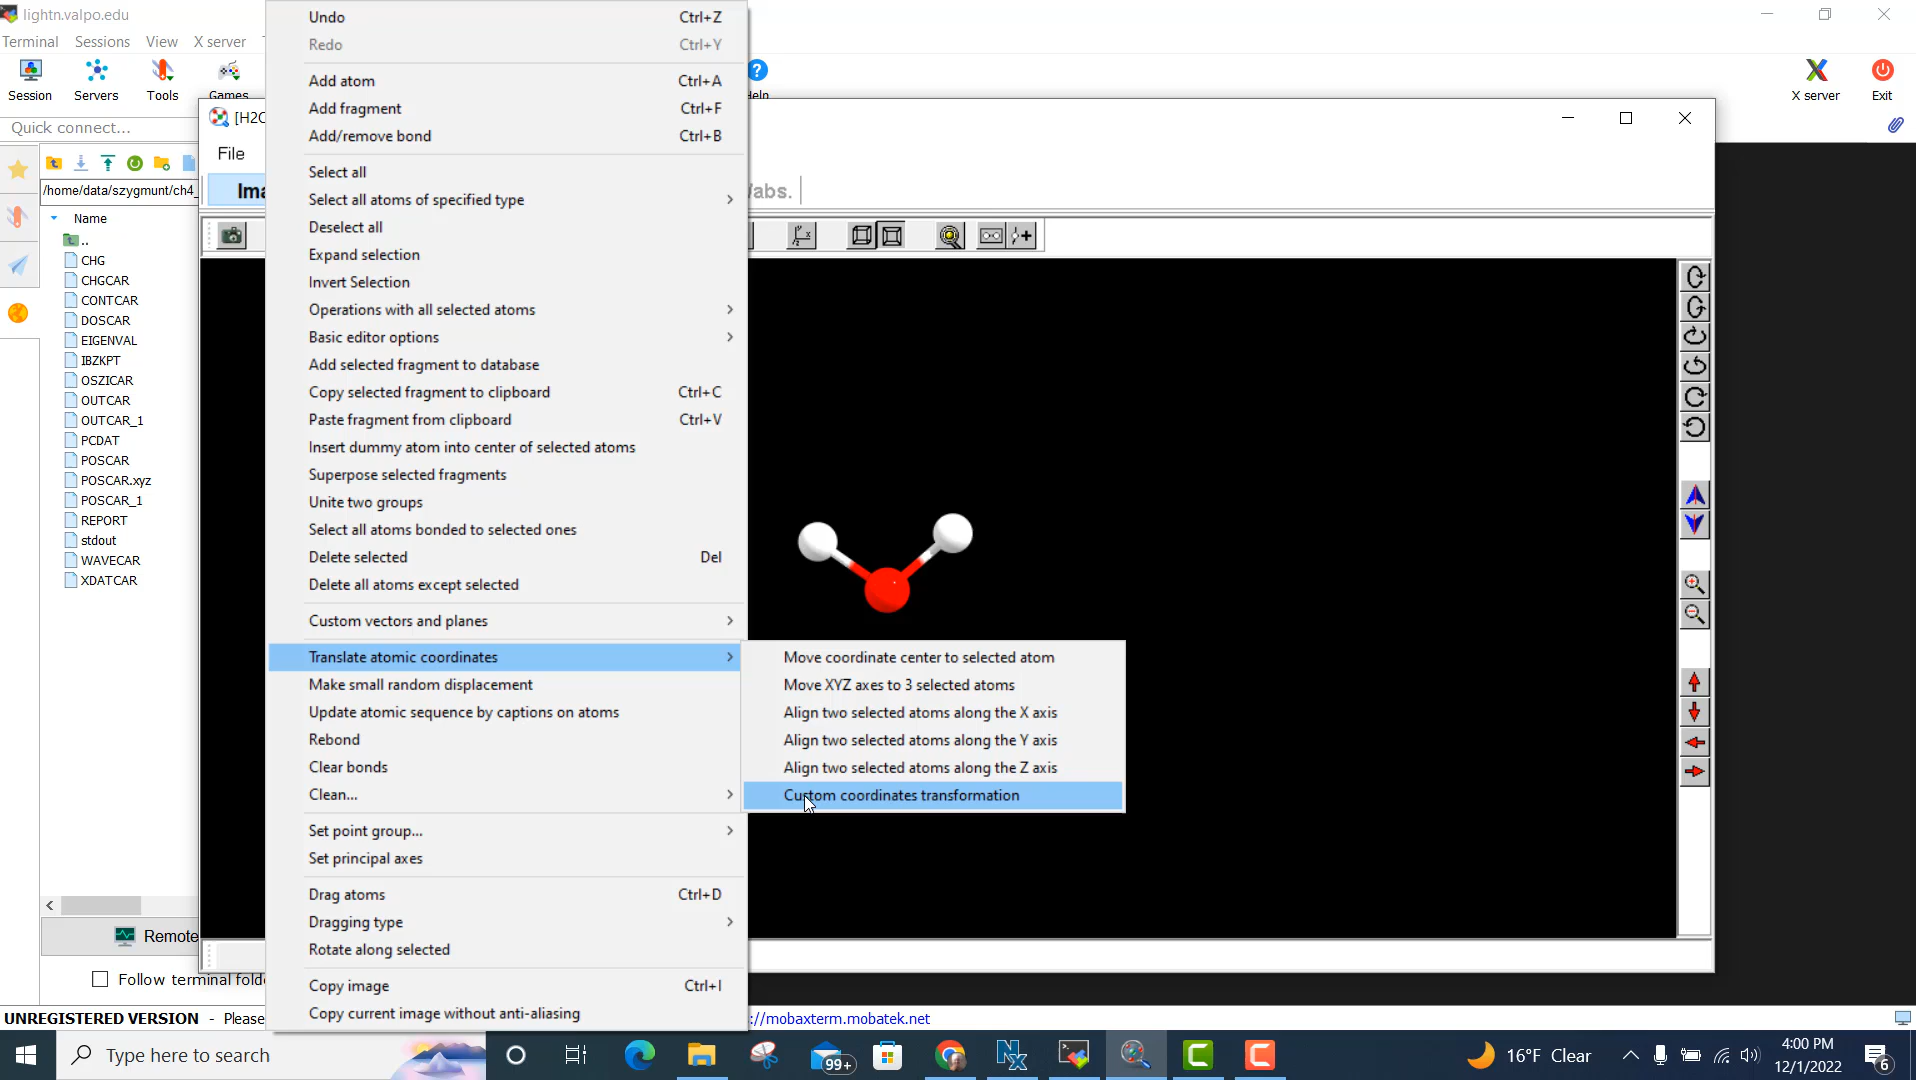 lightn.valpo.edu
Terminal Sessions View X server
Session Servers Tools Games
Help
X server Exit
Quick connect...
/home/data/szygmunt/ch4_
Name
..
CHG
CHGCAR
CONTCAR
DOSCAR
EIGENVAL
IBZKPT
OSZICAR
OUTCAR
OUTCAR_1
PCDAT
POSCAR
POSCAR.xyz
POSCAR_1
REPORT
stdout
WAVECAR
XDATCAR
Remote
Follow terminal folde
UNREGISTERED VERSION - Please
://mobaxterm.mobatek.net
[H2O
File
Ima
abs.
Undo Ctrl+Z
Redo Ctrl+Y
Add atom Ctrl+A
Add fragment Ctrl+F
Add/remove bond Ctrl+B
Select all
Select all atoms of specified type
Deselect all
Expand selection
Invert Selection
Operations with all selected atoms
Basic editor options
Add selected fragment to database
Copy selected fragment to clipboard Ctrl+C
Paste fragment from clipboard Ctrl+V
Insert dummy atom into center of selected atoms
Superpose selected fragments
Unite two groups
Select all atoms bonded to selected ones
Delete selected Del
Delete all atoms except selected
Custom vectors and planes
Translate atomic coordinates
Make small random displacement
Update atomic sequence by captions on atoms
Rebond
Clear bonds
Clean...
Set point group...
Set principal axes
Drag atoms Ctrl+D
Dragging type
Rotate along selected
Copy image Ctrl+I
Copy current image without anti-aliasing
Move coordinate center to selected atom
Move XYZ axes to 3 selected atoms
Align two selected atoms along the X axis
Align two selected atoms along the Y axis
Align two selected atoms along the Z axis
Custom coordinates transformation
Type here to search
99+
16°F Clear
4:00 PM
12/1/2022
6